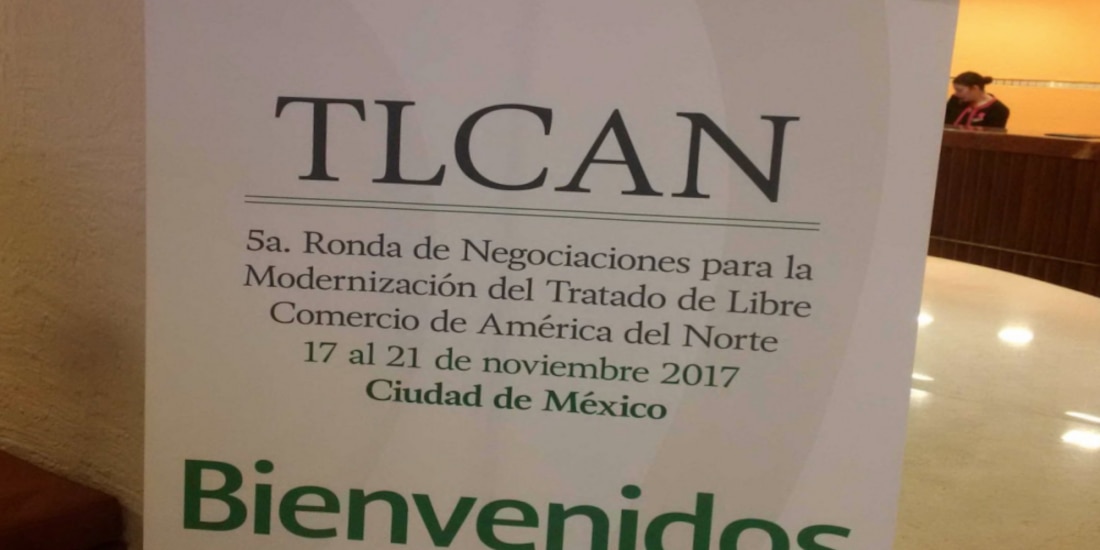 TLCAN
5a. Ronda de Negociaciones para la
Modernización del Tratado de Libre
Comercio de América del Norte
17 al 21 de noviembre 2017
Ciudad de México
Bienvenidos